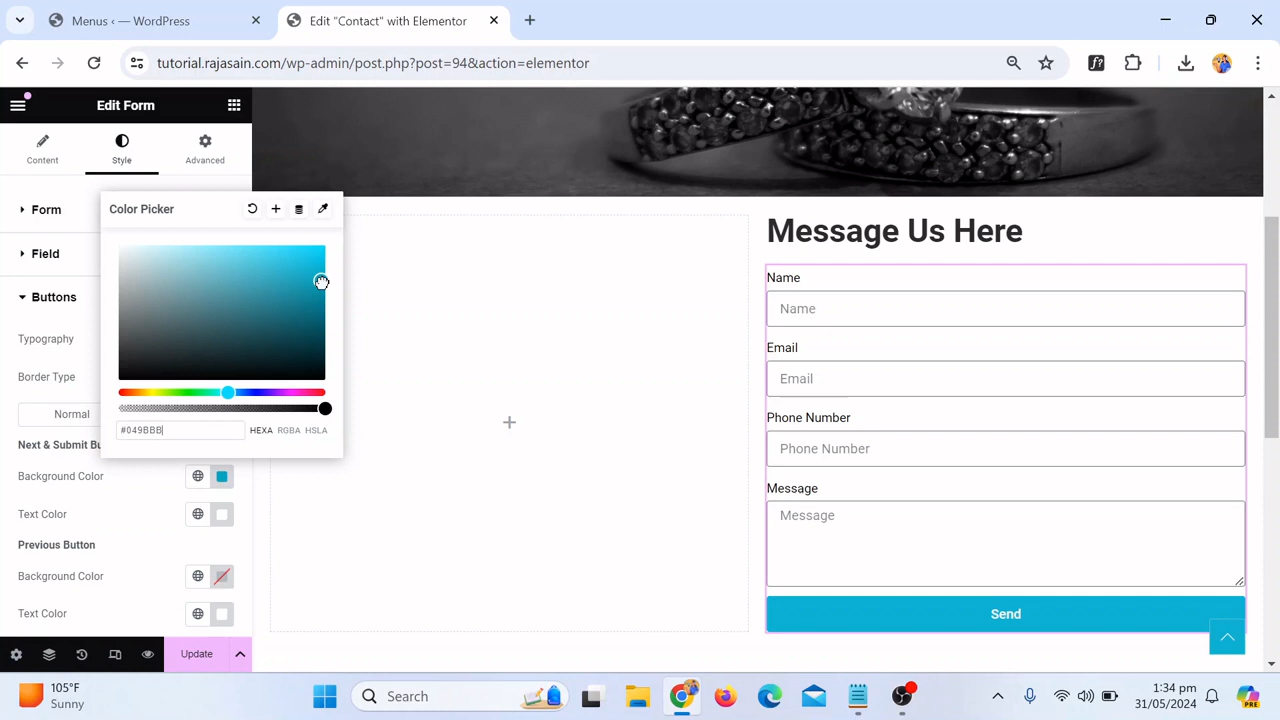 Menus ‹ — WordPress
Edit "Contact" with Elementor
tutorial.rajasain.com/wp-admin/post.php?post=94&action=elementor
Edit Form
Content
Style
Advanced
Form
Color Picker
Field
Buttons
Typography
Border Type
Normal
#049BBB
HEXA RGBA HSLA
Next & Submit Bu
Background Color
Text Color
Previous Button
Background Color
Text Color
Update
Message Us Here
Name
Name
Email
Email
Phone Number
Phone Number
Message
Message
Send
105°F
Sunny
Search
1:34 pm
31/05/2024
PRE